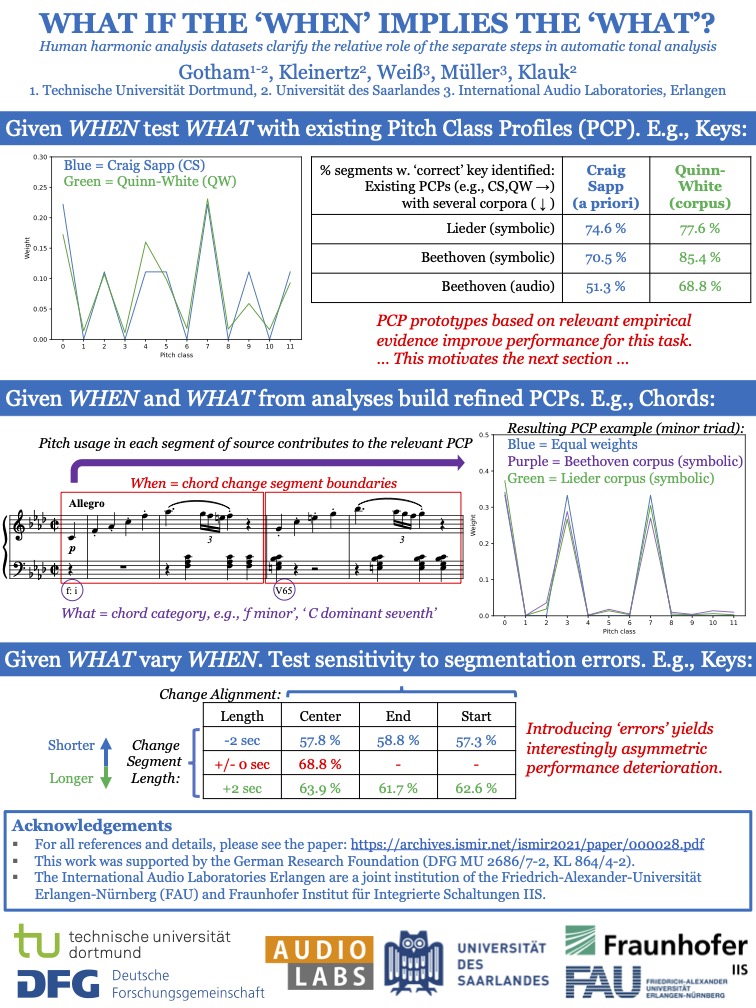 WHAT IF THE ‘WHEN’ IMPLIES THE ‘WHAT’?
Human harmonic analysis datasets clarify the relative role of the separate steps in automatic tonal analysis
Gotham¹⁻², Kleinertz², Weiß³, Müller³, Klauk²
1. Technische Universität Dortmund, 2. Universität des Saarlandes 3. International Audio Laboratories, Erlangen
Given WHEN test WHAT with existing Pitch Class Profiles (PCP). E.g., Keys:
Blue = Craig Sapp (CS)
Green = Quinn-White (QW)
0.30
0.25
0.20
0.15
0.10
0.05
0.00
Weight
0 1 2 3 4 5 6 7 8 9 10 11
Pitch class
% segments w. ‘correct’ key identified:
Existing PCPs (e.g., CS,QW →)
with several corpora ( ↓ )
Craig
Sapp
(a priori)
Quinn-
White
(corpus)
Lieder (symbolic) 74.6 % 77.6 %
Beethoven (symbolic) 70.5 % 85.4 %
Beethoven (audio) 51.3 % 68.8 %
PCP prototypes based on relevant empirical
evidence improve performance for this task.
... This motivates the next section ...
Given WHEN and WHAT from analyses build refined PCPs. E.g., Chords:
Pitch usage in each segment of source contributes to the relevant PCP
When = chord change segment boundaries
Allegro
p
3
3
f: i
V65
What = chord category, e.g., ‘f minor’, ‘ C dominant seventh’
Resulting PCP example (minor triad):
Blue = Equal weights
Purple = Beethoven corpus (symbolic)
Green = Lieder corpus (symbolic)
0.5
0.4
0.3
0.2
0.1
0.0
Weight
0 1 2 3 4 5 6 7 8 9 10 11
Pitch class
Given WHAT vary WHEN. Test sensitivity to segmentation errors. E.g., Keys:
Change Alignment:
Shorter
Longer
Change
Segment
Length:
Length Center End Start
-2 sec 57.8 % 58.8 % 57.3 %
+/- 0 sec 68.8 % - -
+2 sec 63.9 % 61.7 % 62.6 %
Introducing ‘errors’ yields
interestingly asymmetric
performance deterioration.
Acknowledgements
▪ For all references and details, please see the paper: https://archives.ismir.net/ismir2021/paper/000028.pdf
▪ This work was supported by the German Research Foundation (DFG MU 2686/7-2, KL 864/4-2).
▪ The International Audio Laboratories Erlangen are a joint institution of the Friedrich-Alexander-Universität
Erlangen-Nürnberg (FAU) and Fraunhofer Institut für Integrierte Schaltungen IIS.
tu technische universität
dortmund
DFG Deutsche
Forschungsgemeinschaft
AUDIO
LABS
UNIVERSITÄT
DES
SAARLANDES
Fraunhofer
IIS
FAU FRIEDRICH-ALEXANDER
UNIVERSITÄT
ERLANGEN-NÜRNBERG